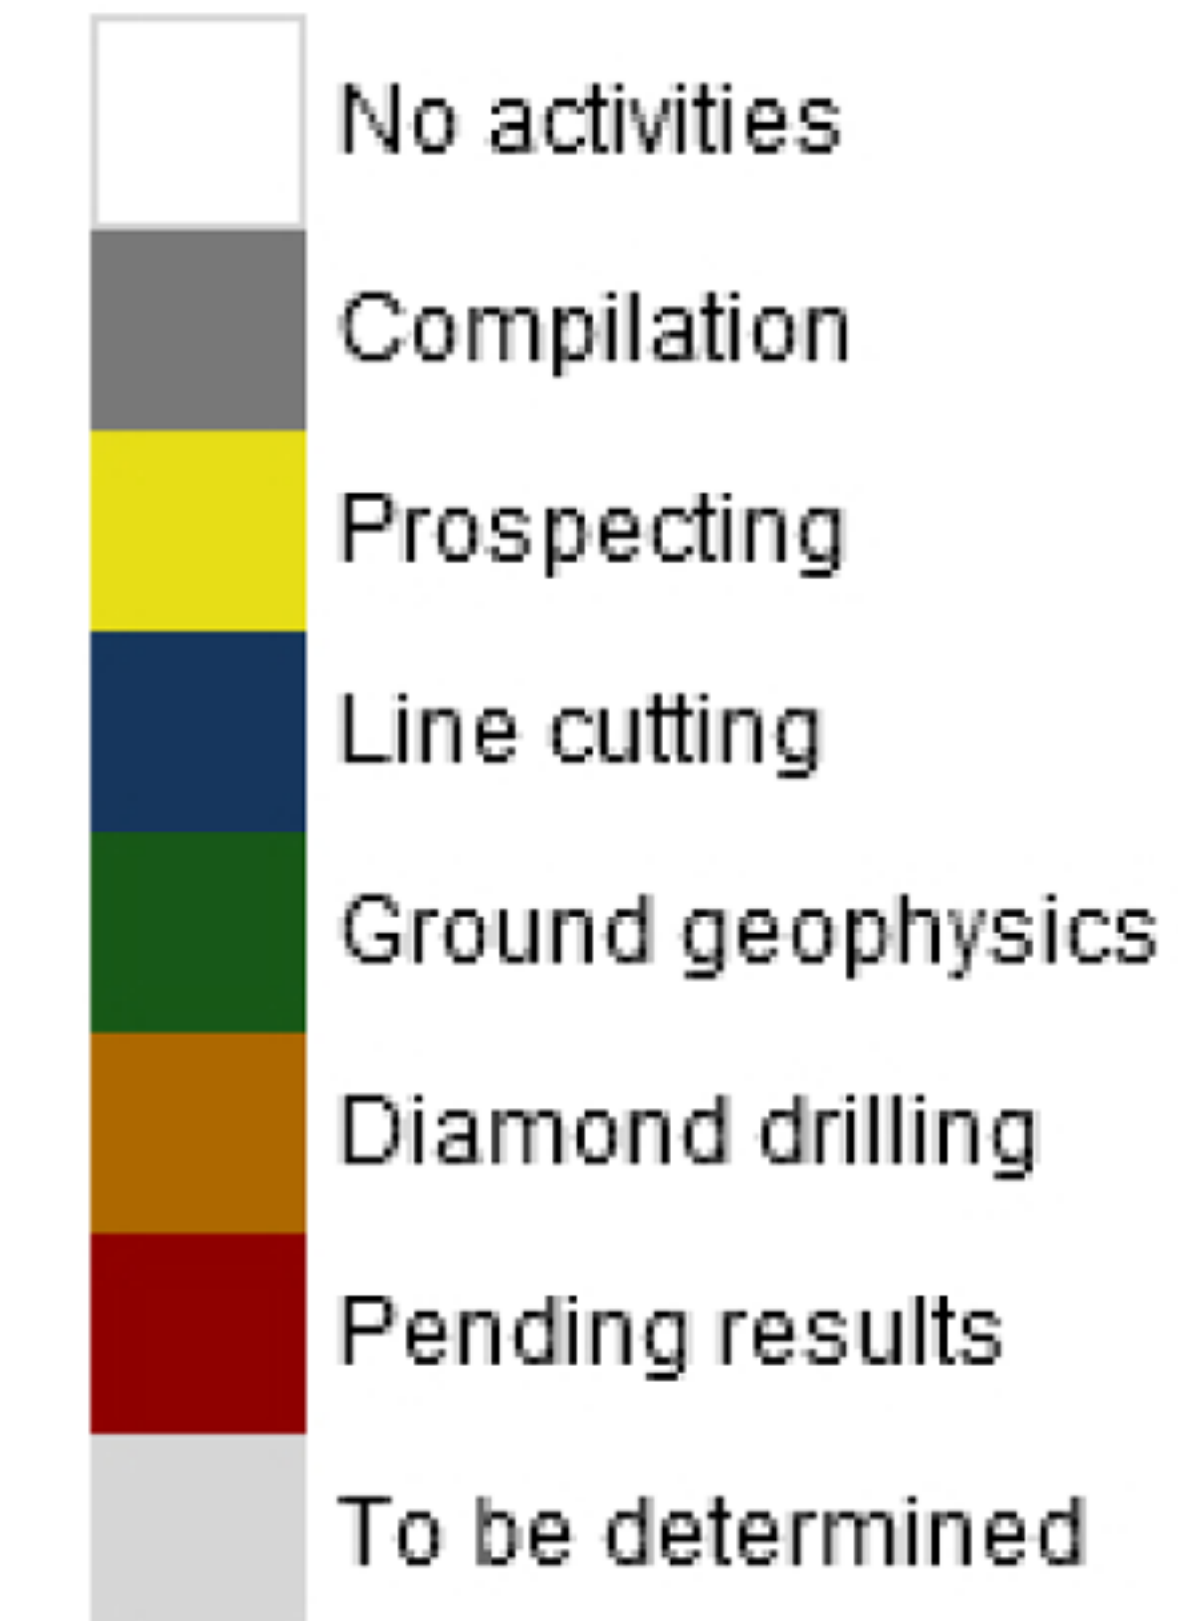 No activities
Compilation
Prospecting
Line cutting
Ground geophysics
Diamond drilling
Pending results
To be determined